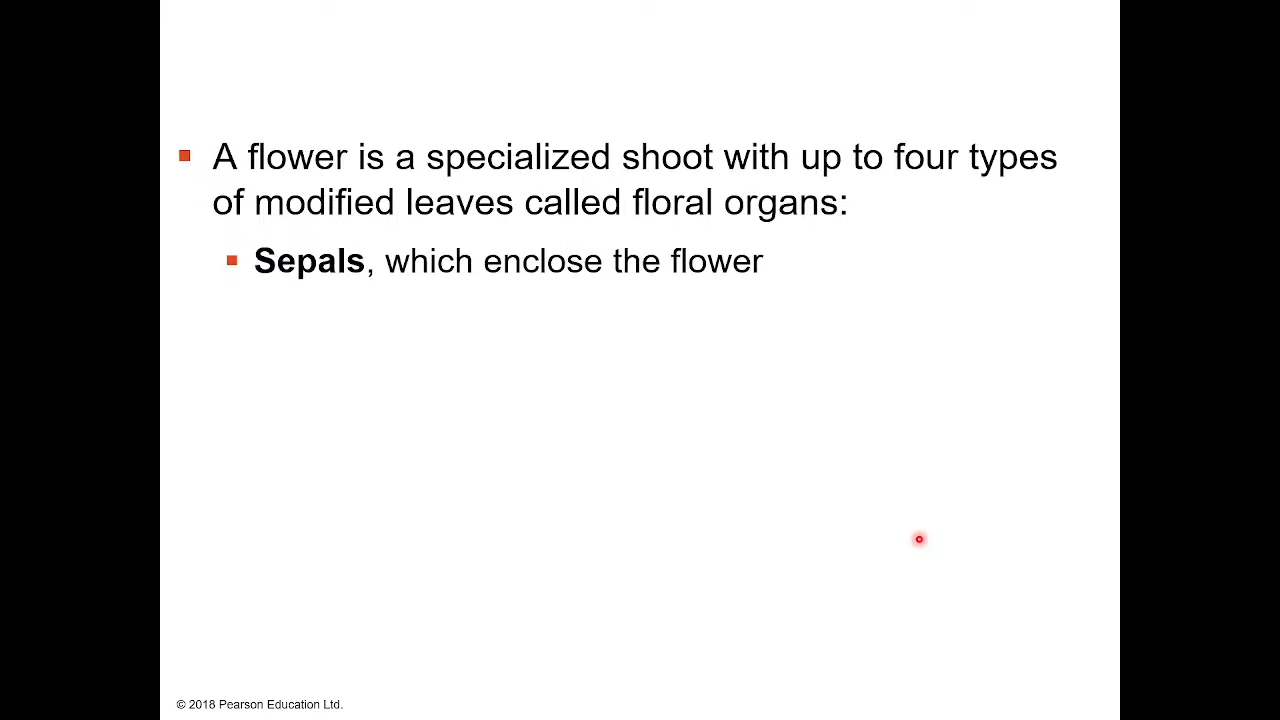 A flower is a specialized shoot with up to four types
of modified leaves called floral organs:
Sepals, which enclose the flower
© 2018 Pearson Education Ltd.